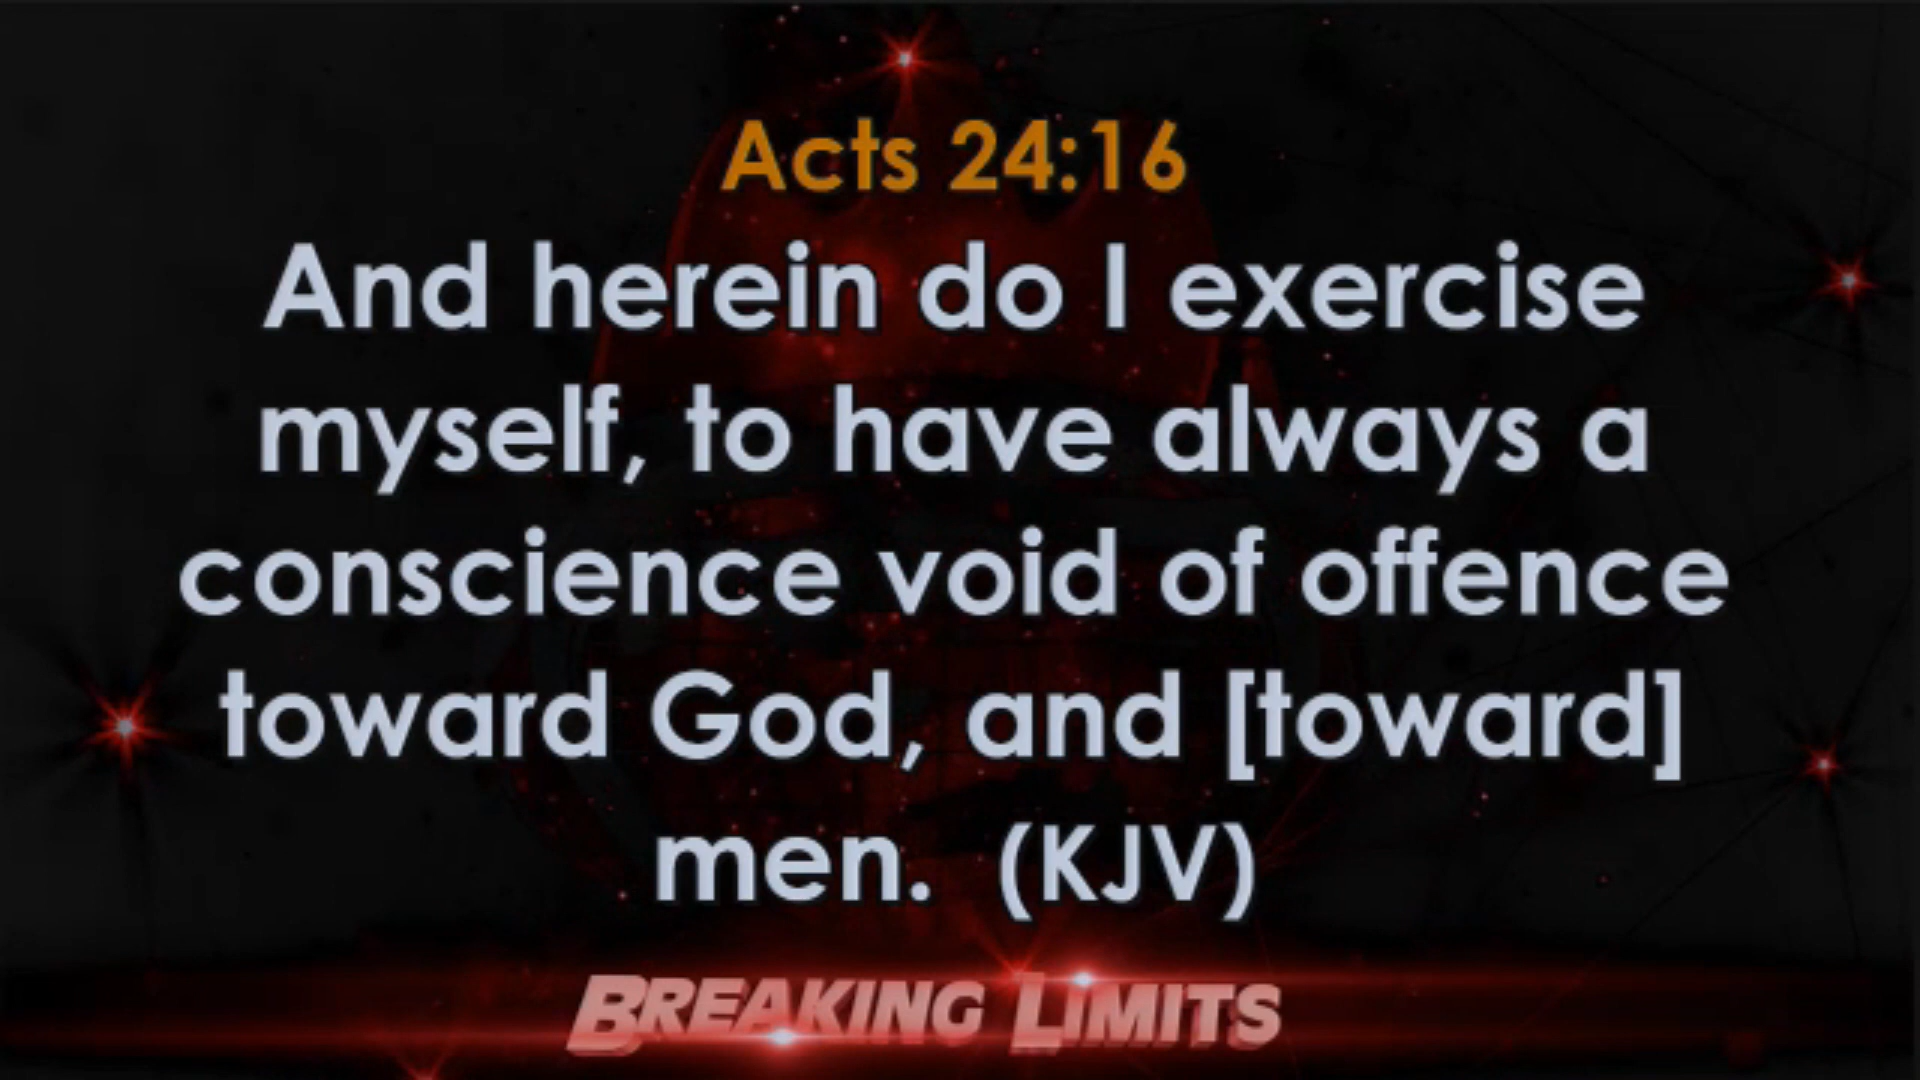 Acts 24:16
And herein do I exercise
myself, to have always a
conscience void of offence
toward God, and [toward]
men.  (KJV)
BREAKING LIMITS